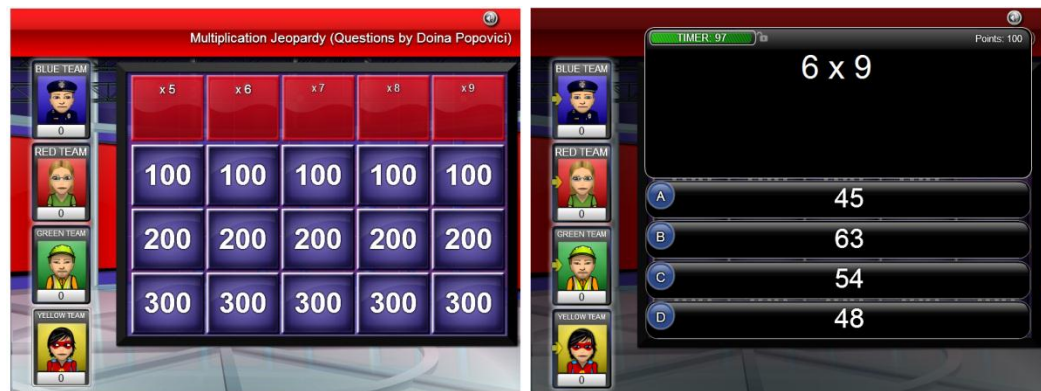 Multiplication Jeopardy (Questions by Doina Popovici)
BLUE TEAM
0
RED TEAM
0
GREEN TEAM
0
YELLOW TEAM
0
x 5 x 6 x 7 x 8 x 9
100 100 100 100 100
200 200 200 200 200
300 300 300 300 300
TIMER: 97
Points: 100
BLUE TEAM
0
RED TEAM
0
GREEN TEAM
0
YELLOW TEAM
0
6 x 9
A 45
B 63
C 54
D 48